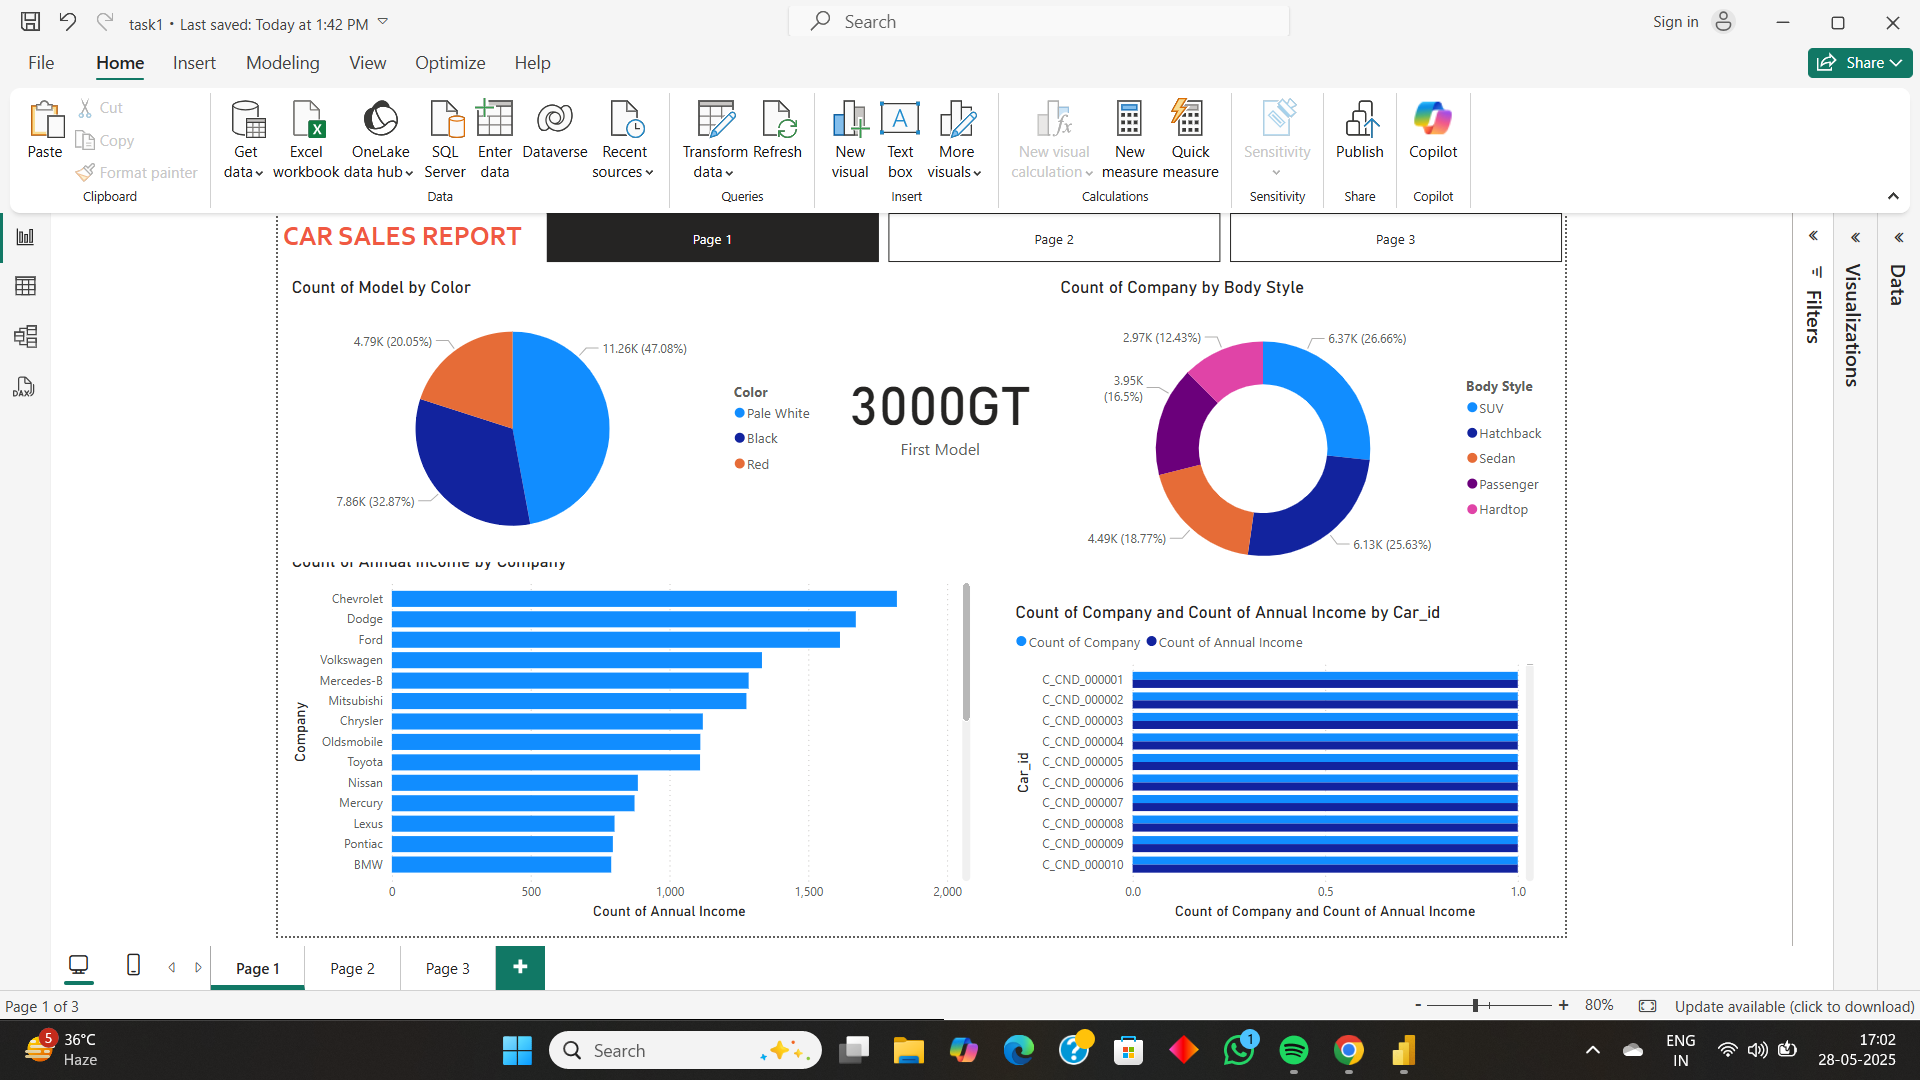 task1 • Last saved: Today at 1:42 PM
Search
Sign in
File
Home
Insert
Modeling
View
Optimize
Help
Share
Paste
Cut
Copy
Format painter
Clipboard
Get data
Excel workbook
OneLake data hub
SQL Server
Enter data
Dataverse
Recent sources
Data
Transform data
Refresh
Queries
New visual
Text box
More visuals
Insert
New visual calculation
New measure
Quick measure
Calculations
Sensitivity
Sensitivity
Publish
Share
Copilot
Copilot
DAX
CAR SALES REPORT
Page 1
Page 2
Page 3
Count of Model by Color
4.79K (20.05%)
11.26K (47.08%)
7.86K (32.87%)
Color
Pale White
Black
Red
3000GT
First Model
Count of Company by Body Style
2.97K (12.43%)
6.37K (26.66%)
3.95K
(16.5%)
4.49K (18.77%)
6.13K (25.63%)
Body Style
SUV
Hatchback
Sedan
Passenger
Hardtop
Count of Annual Income by Company
Company
Chevrolet
Dodge
Ford
Volkswagen
Mercedes-B
Mitsubishi
Chrysler
Oldsmobile
Toyota
Nissan
Mercury
Lexus
Pontiac
BMW
0
500
1,000
1,500
2,000
Count of Annual Income
Count of Company and Count of Annual Income by Car_id
Count of Company
Count of Annual Income
Car_id
C_CND_000001
C_CND_000002
C_CND_000003
C_CND_000004
C_CND_000005
C_CND_000006
C_CND_000007
C_CND_000008
C_CND_000009
C_CND_000010
0.0
0.5
1.0
Count of Company and Count of Annual Income
Filters
Visualizations
Data
Page 1
Page 2
Page 3
Page 1 of 3
80%
Update available (click to download)
5
36°C
Haze
Search
1
ENG
IN
17:02
28-05-2025